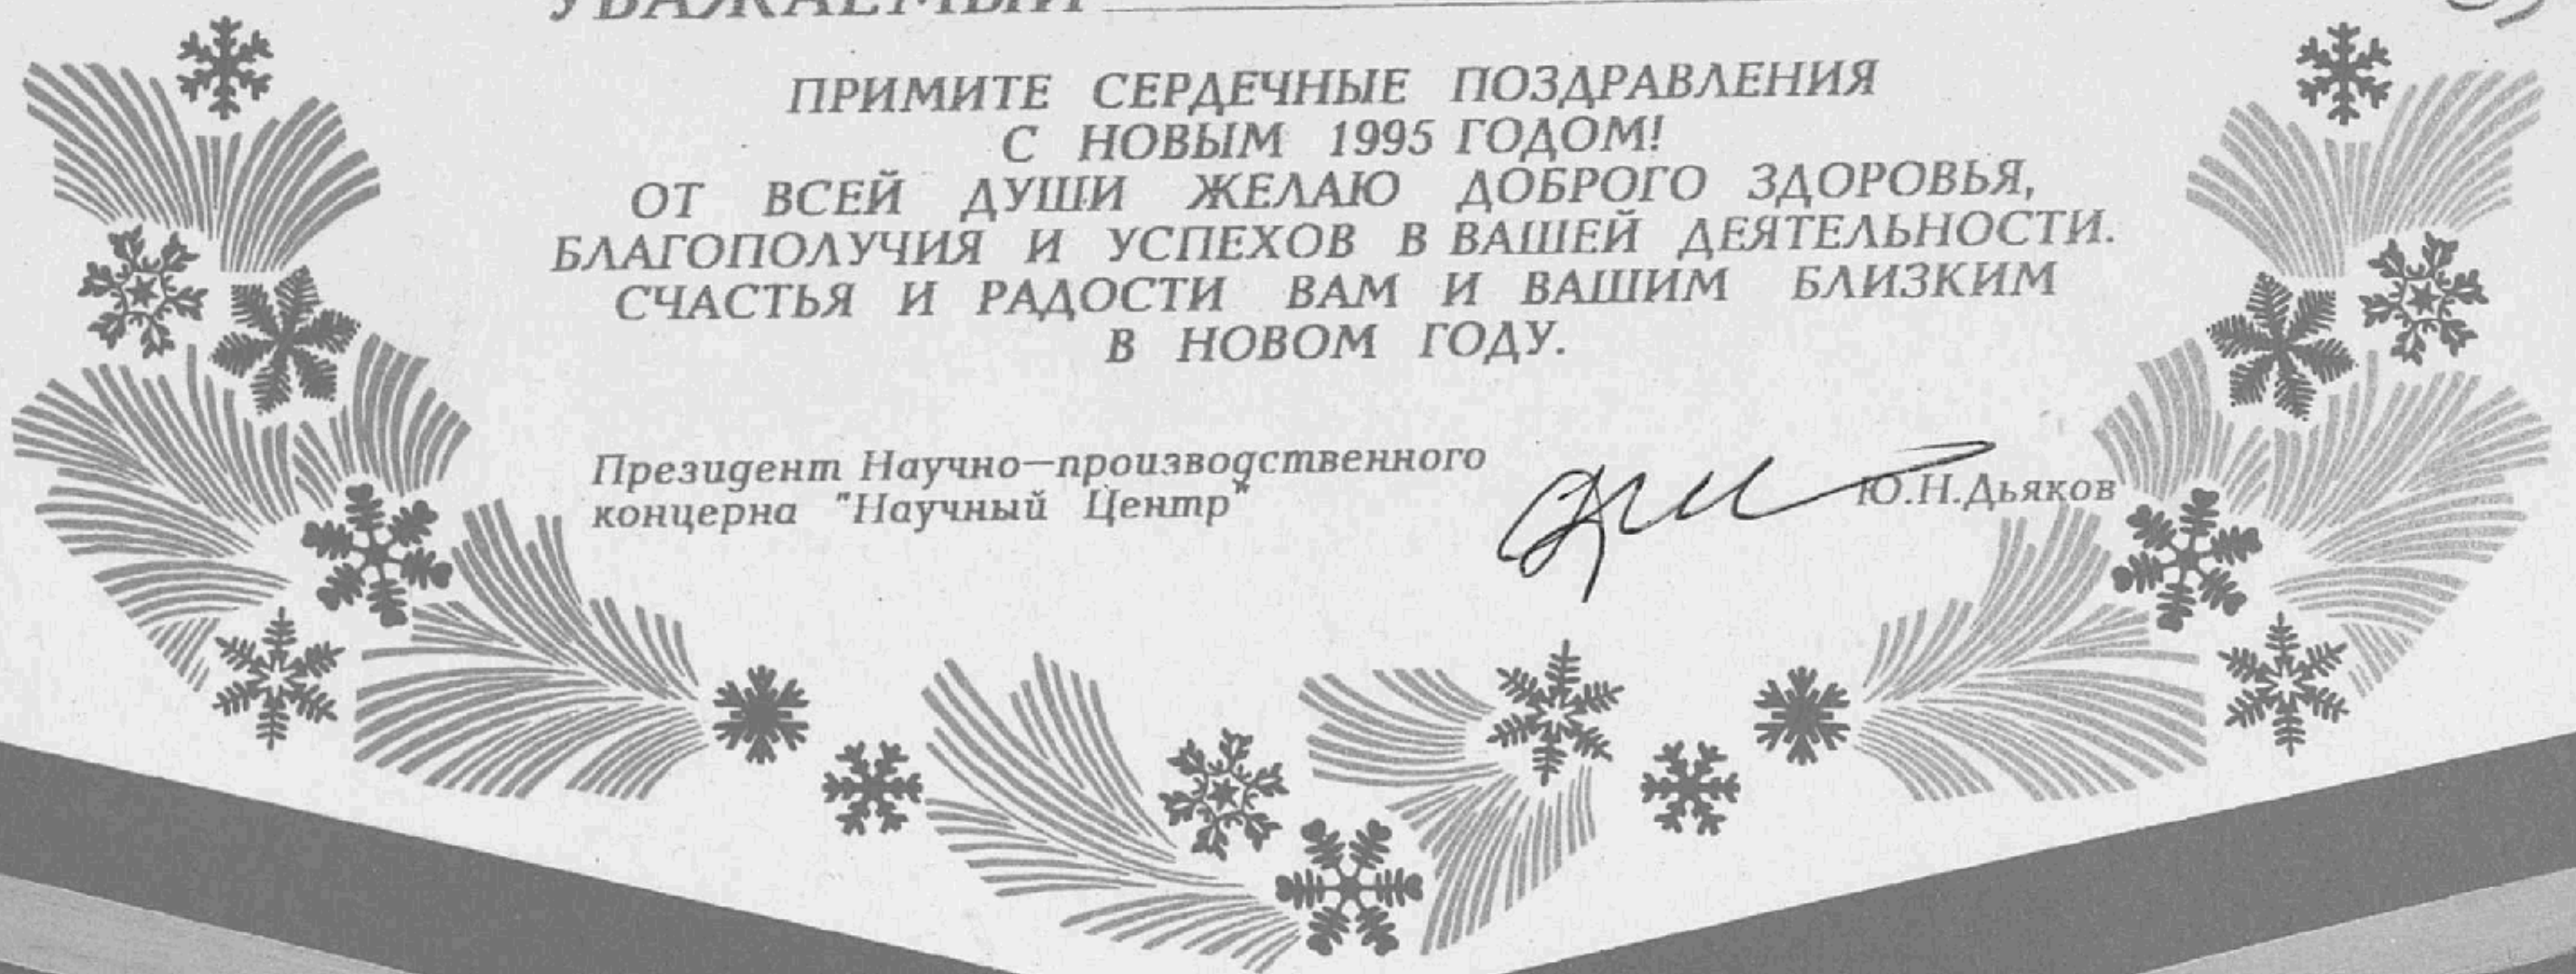 УВАЖАЕМЫЙ
ПРИМИТЕ СЕРДЕЧНЫЕ ПОЗДРАВЛЕНИЯ
С НОВЫМ 1995 ГОДОМ!
ОТ ВСЕЙ ДУШИ ЖЕЛАЮ ДОБРОГО ЗДОРОВЬЯ,
БЛАГОПОЛУЧИЯ И УСПЕХОВ В ВАШЕЙ ДЕЯТЕЛЬНОСТИ.
СЧАСТЬЯ И РАДОСТИ ВАМ И ВАШИМ БЛИЗКИМ
В НОВОМ ГОДУ.
Президент Научно—производственного
концерна "Научный Центр"
Ю.Н.Дьяков